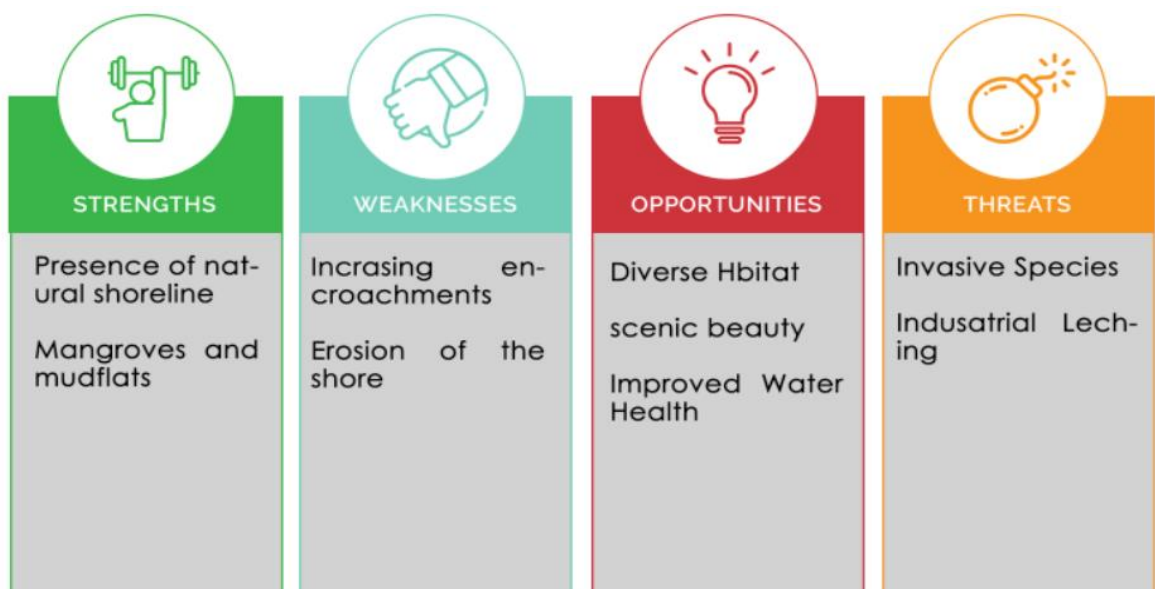 STRENGTHS
Presence of nat-
ural shoreline
Mangroves and
mudflats
WEAKNESSES
Incrasing en-
croachments
Erosion of the
shore
OPPORTUNITIES
Diverse Hbitat
scenic beauty
Improved Water
Health
THREATS
Invasive Species
Indusatrial Lech-
ing